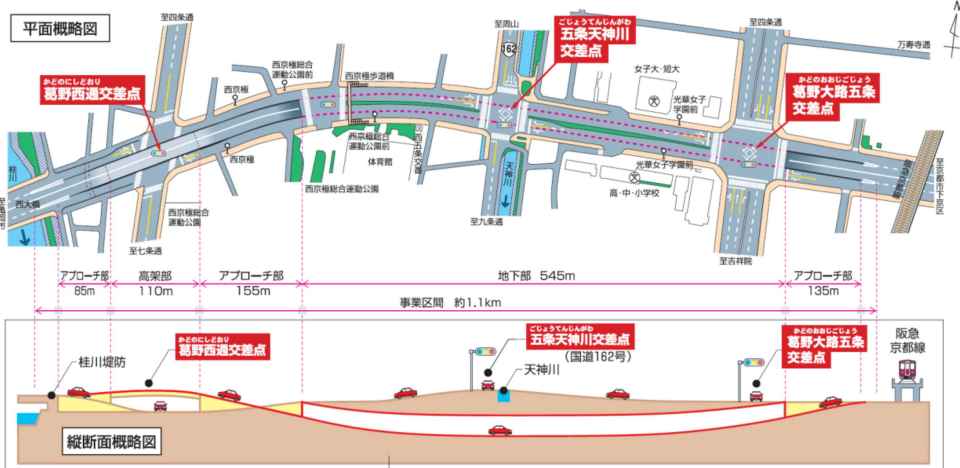 平面概略図
至四条通
至周山
162
ごじょうてんじんがわ
五条天神川
交差点
至四条通
万寿寺通
N
かどのにしどおり
葛野西通交差点
西京極
西京極総合
運動公園前
西京極歩道橋
女子大・短大
文
光華女子
学園前
かどのおおじごじょう
葛野大路五条
交差点
桂川
西大橋
至亀岡市
西京極
西京極総合
運動公園
西京極総合
運動公園前
体育館
西京極総合運動公園
西五条交番
天神川
光華女子学園前
文
高・中・小学校
至京都市下京区
至七条通
至九条通
至吉祥院
アプローチ部
85m
高架部
110m
アプローチ部
155m
地下部 545m
アプローチ部
135m
事業区間 約1.1km
かどのにしどおり
葛野西通交差点
桂川堤防
ごじょうてんじんがわ
五条天神川交差点
(国道162号)
天神川
かどのおおじごじょう
葛野大路五条
交差点
阪急
京都線
縦断面概略図